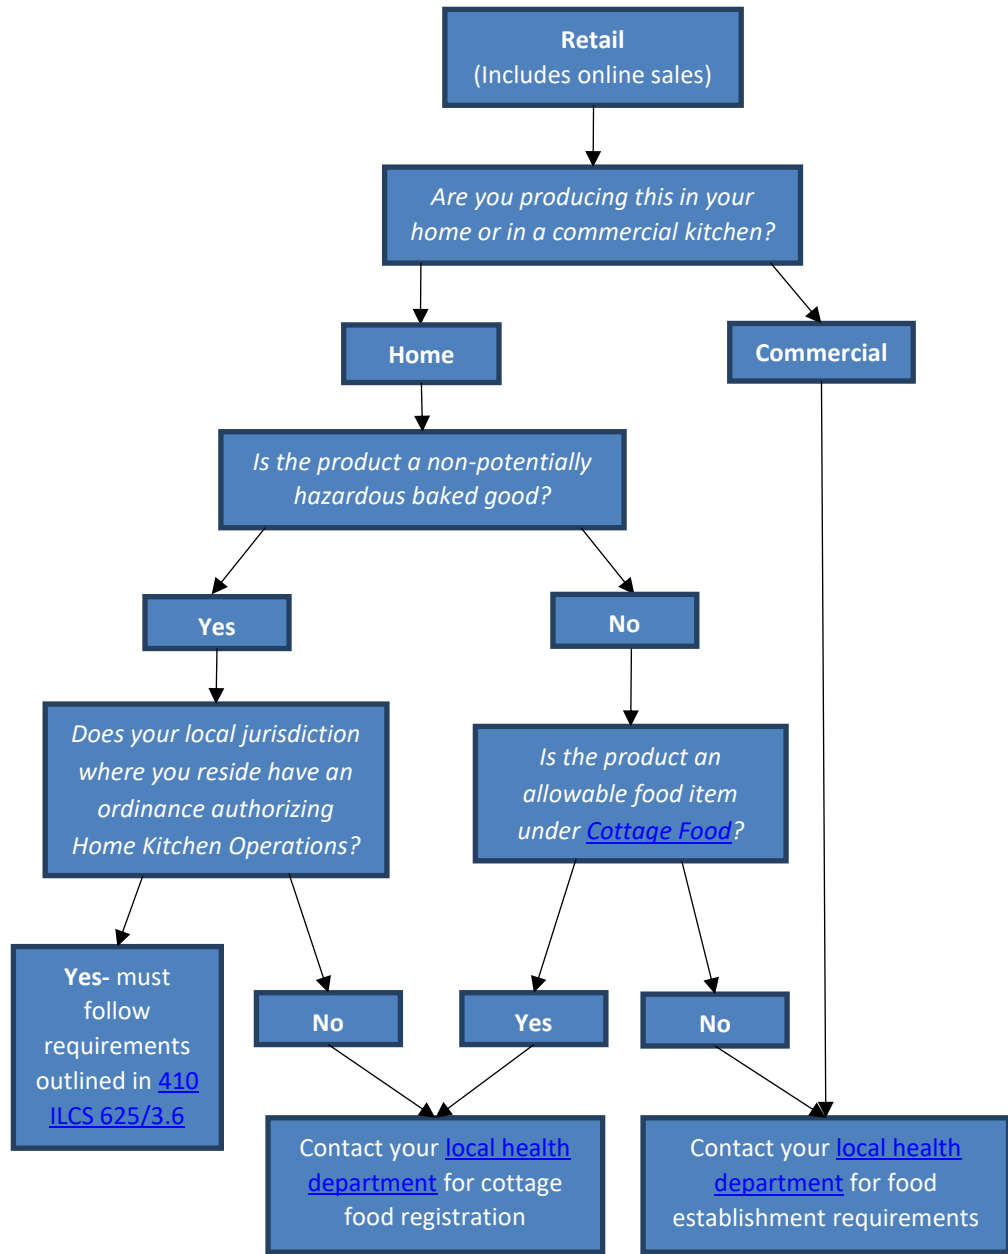 Retail
(Includes online sales)
Are you producing this in your
home or in a commercial kitchen?
Home
Commercial
Is the product a non-potentially
hazardous baked good?
Yes
No
Does your local jurisdiction
where you reside have an
ordinance authorizing
Home Kitchen Operations?
Is the product an
allowable food item
under Cottage Food?
Yes- must
follow
requirements
outlined in 410
ILCS 625/3.6
No
Yes
No
Contact your local health
department for cottage
food registration
Contact your local health
department for food
establishment requirements